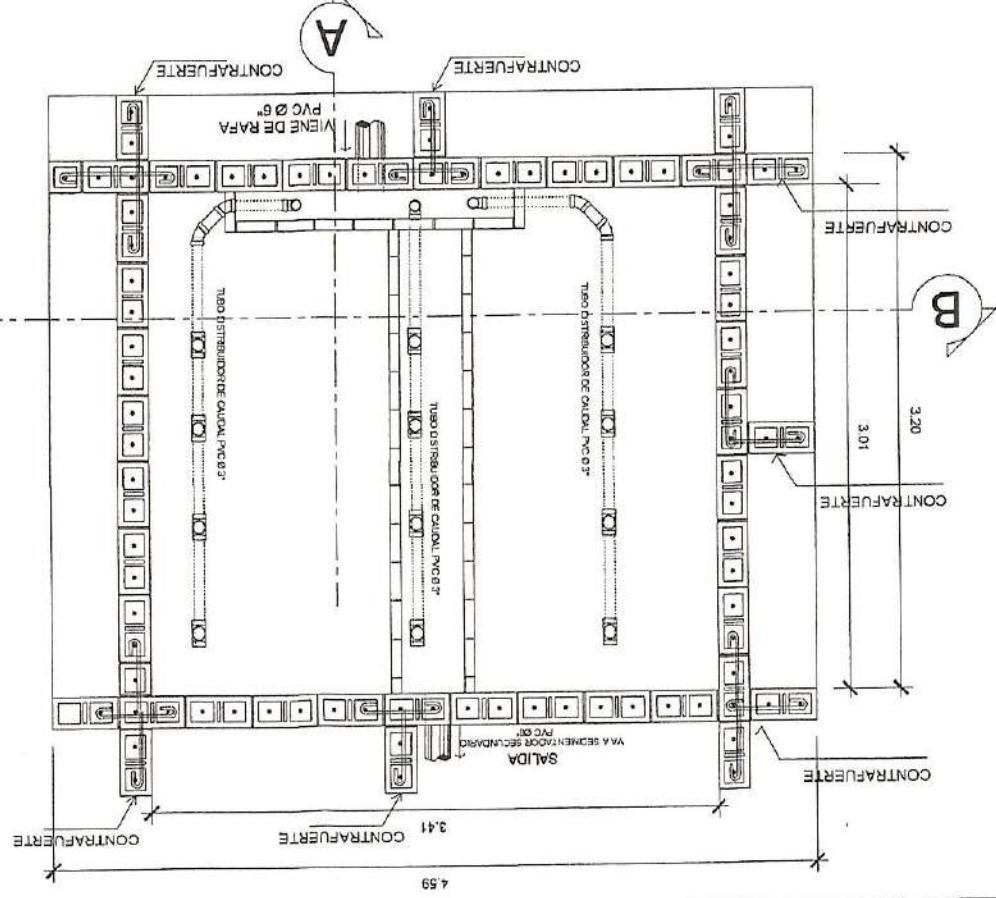 4.59
3.41
CONTRAFUERTE
CONTRAFUERTE
CONTRAFUERTE
SALIDA
VA A SEDIMENTADOR SECUNDARIO
PVC Ø6"
CONTRAFUERTE
3.20
3.01
TUBO DISTRIBUIDOR DE CAUDAL PVC Ø 3"
TUBO DISTRIBUIDOR DE CAUDAL PVC Ø 3"
TUBO DISTRIBUIDOR DE CAUDAL PVC Ø 3"
B
CONTRAFUERTE
VIENE DE RAFA
PVC Ø 6"
CONTRAFUERTE
CONTRAFUERTE
A